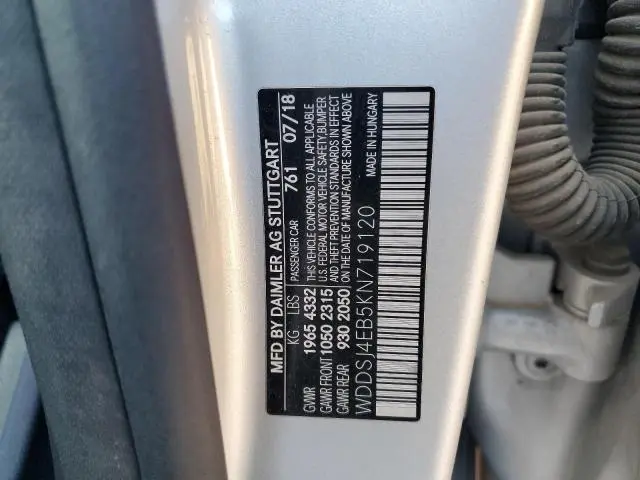 MFD BY DAIMLER AG STUTTGART
KG LBS PASSENGER CAR 761 07/18
GVWR 1965 4332 THIS VEHICLE CONFORMS TO ALL APPLICABLE
GAWR FRONT 1050 2315 U.S. FEDERAL MOTOR VEHICLE SAFETY, BUMPER
GAWR REAR 930 2050 AND THEFT PREVENTION STANDARDS IN EFFECT
ON THE DATE OF MANUFACTURE SHOWN ABOVE
WDDSJ4EB5KN719120 MADE IN HUNGARY